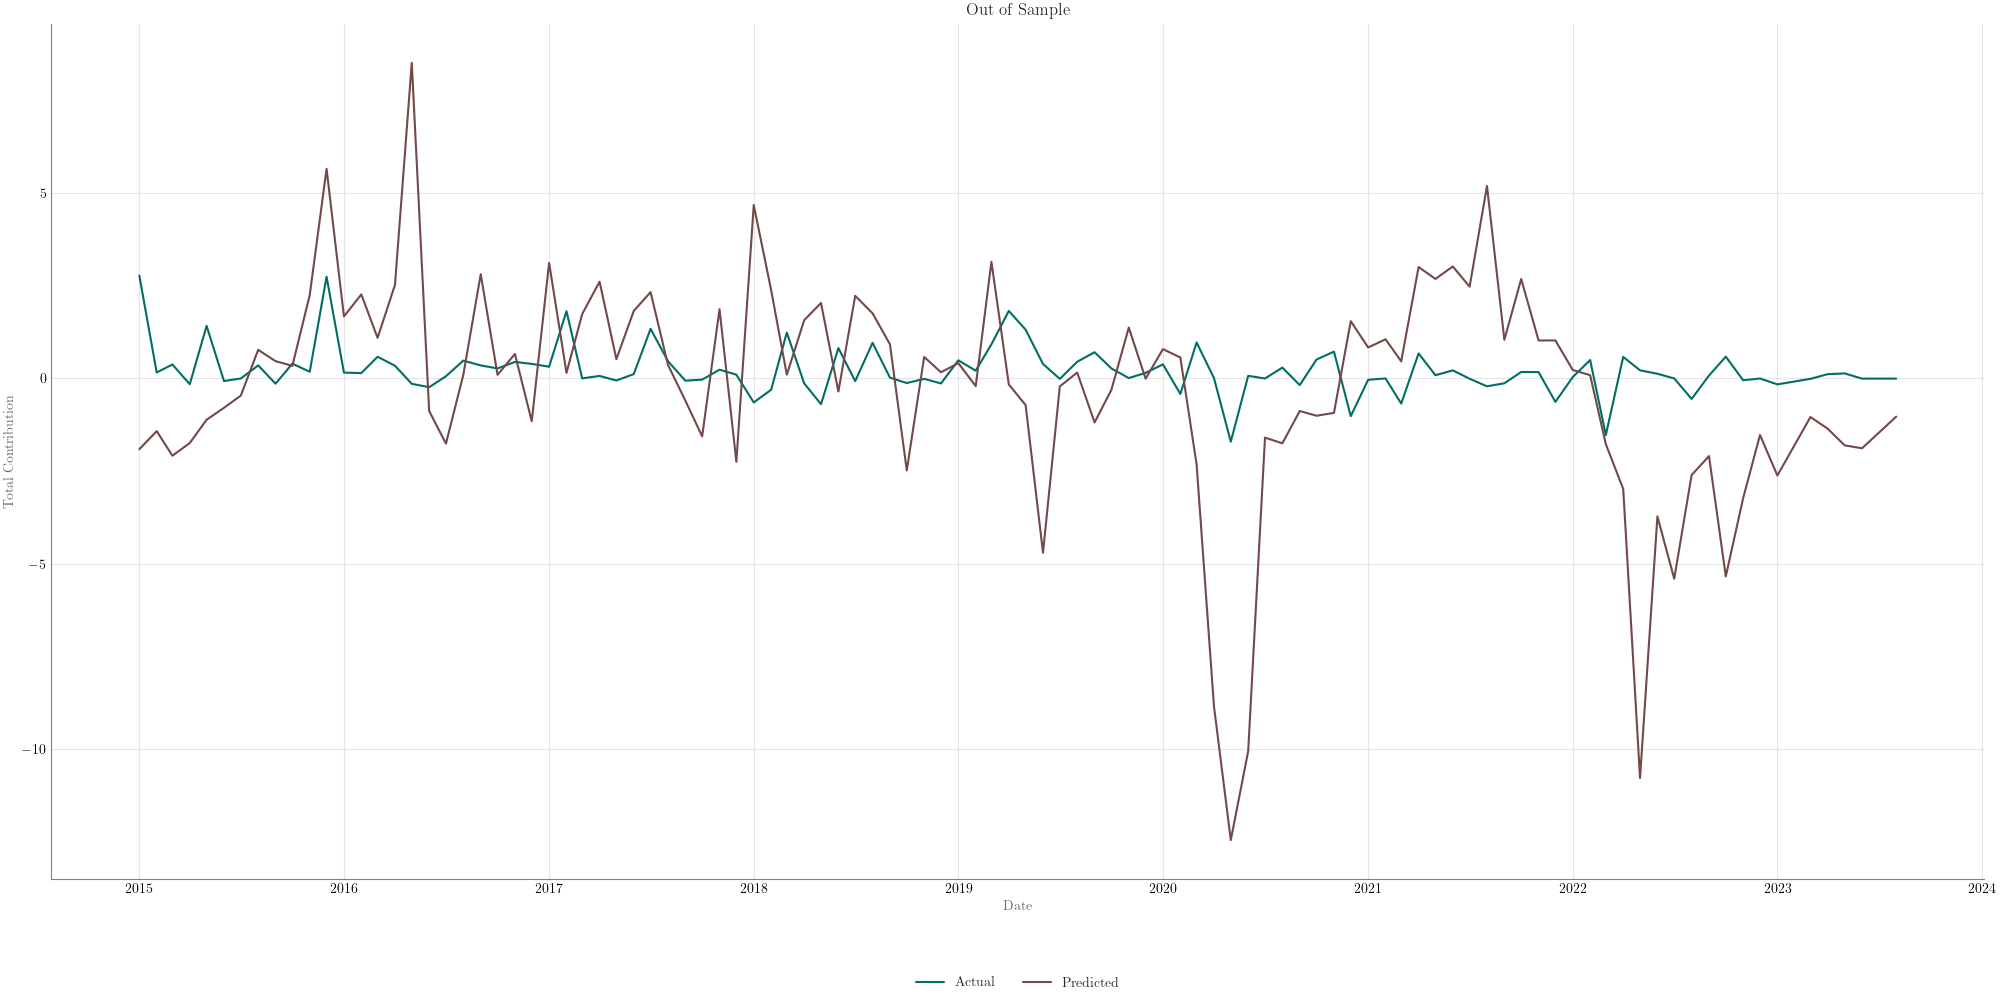 Out of Sample
Total Contribution
5
0
−5
−10
2015 2016 2017 2018 2019 2020 2021 2022 2023 2024
Date
Actual Predicted